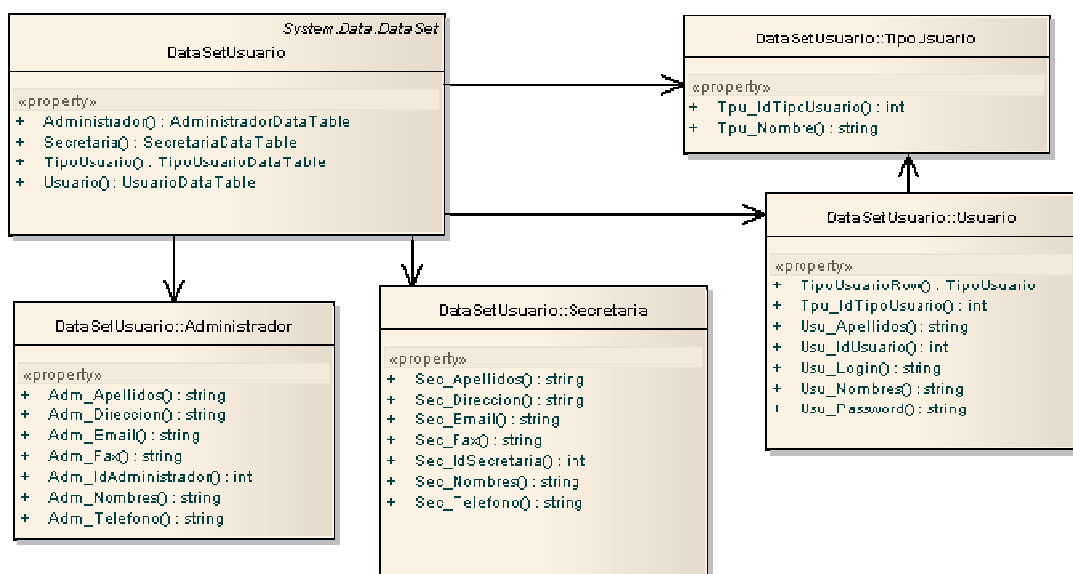 System.Data.DataSet
DataSetUsuario
«property»
+ Administrador() : AdministradorDataTable
+ Secretaria() : SecretariaDataTable
+ TipoUsuario() : TipoUsuarioDataTable
+ Usuario() : UsuarioDataTable
DataSetUsuario::TipoUsuario
«property»
+ Tpu_IdTipoUsuario() : int
+ Tpu_Nombre() : string
DataSetUsuario::Usuario
«property»
+ TipoUsuarioRow() : TipoUsuario
+ Tpu_IdTipoUsuario() : int
+ Usu_Apellidos() : string
+ Usu_IdUsuario() : int
+ Usu_Login() : string
+ Usu_Nombres() : string
+ Usu_Password() : string
DataSetUsuario::Administrador
«property»
+ Adm_Apellidos() : string
+ Adm_Direccion() : string
+ Adm_Email() : string
+ Adm_Fax() : string
+ Adm_IdAdministrador() : int
+ Adm_Nombres() : string
+ Adm_Telefono() : string
DataSetUsuario::Secretaria
«property»
+ Sec_Apellidos() : string
+ Sec_Direccion() : string
+ Sec_Email() : string
+ Sec_Fax() : string
+ Sec_IdSecretaria() : int
+ Sec_Nombres() : string
+ Sec_Telefono() : string